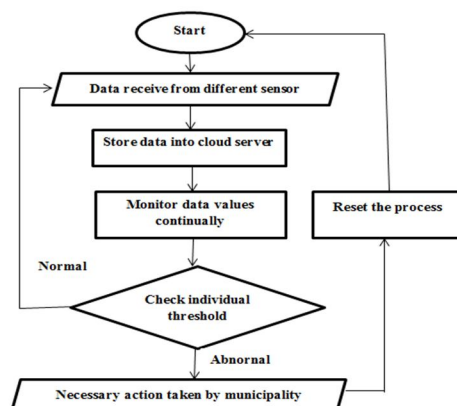 Start
Data receive from different sensor
Store data into cloud server
Monitor data values
continually
Reset the process
Normal
Check individual
threshold
Abnornal
Necessary action taken by municipality